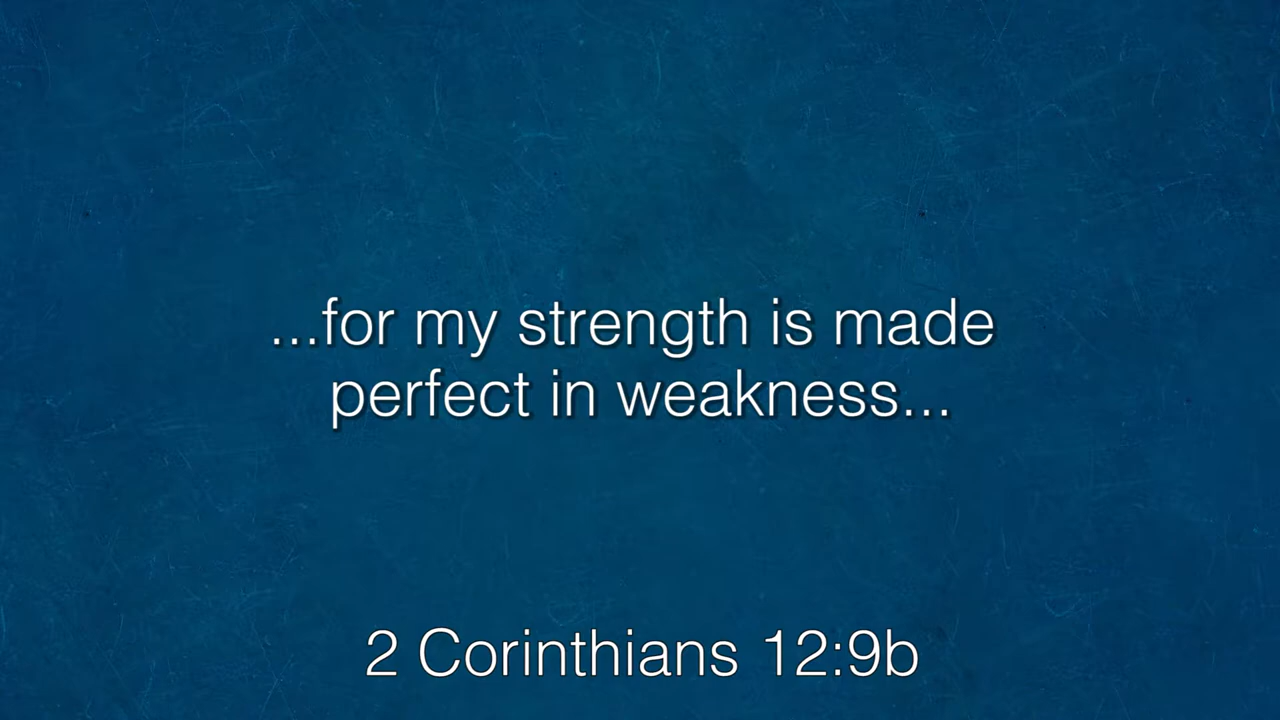 ...for my strength is made
perfect in weakness...
2 Corinthians 12:9b